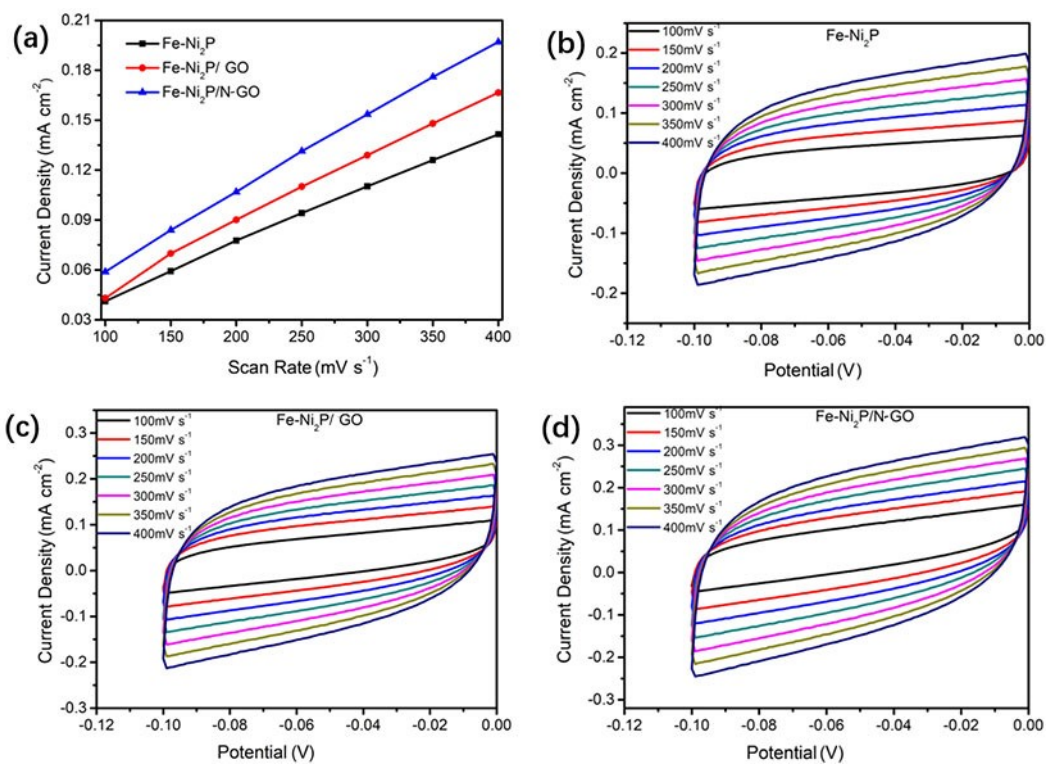 (a)
Fe-Ni₂P
Fe-Ni₂P/ GO
Fe-Ni₂P/N-GO
0.21
0.18
0.15
0.12
0.09
0.06
0.03
100 150 200 250 300 350 400
Current Density (mA cm⁻²)
Scan Rate (mV s⁻¹)
(b)
Fe-Ni₂P
100mV s⁻¹
150mV s⁻¹
200mV s⁻¹
250mV s⁻¹
300mV s⁻¹
350mV s⁻¹
400mV s⁻¹
0.2
0.1
0.0
-0.1
-0.2
-0.12 -0.10 -0.08 -0.06 -0.04 -0.02 0.00
Current Density (mA cm⁻²)
Potential (V)
(c)
Fe-Ni₂P/ GO
100mV s⁻¹
150mV s⁻¹
200mV s⁻¹
250mV s⁻¹
300mV s⁻¹
350mV s⁻¹
400mV s⁻¹
0.3
0.2
0.1
0.0
-0.1
-0.2
-0.3
-0.12 -0.10 -0.08 -0.06 -0.04 -0.02 0.00
Current Density (mA cm⁻²)
Potential (V)
(d)
Fe-Ni₂P/N-GO
100mV s⁻¹
150mV s⁻¹
200mV s⁻¹
250mV s⁻¹
300mV s⁻¹
350mV s⁻¹
400mV s⁻¹
0.3
0.2
0.1
0.0
-0.1
-0.2
-0.3
-0.12 -0.10 -0.08 -0.06 -0.04 -0.02 0.00
Current Density (mA cm⁻²)
Potential (V)